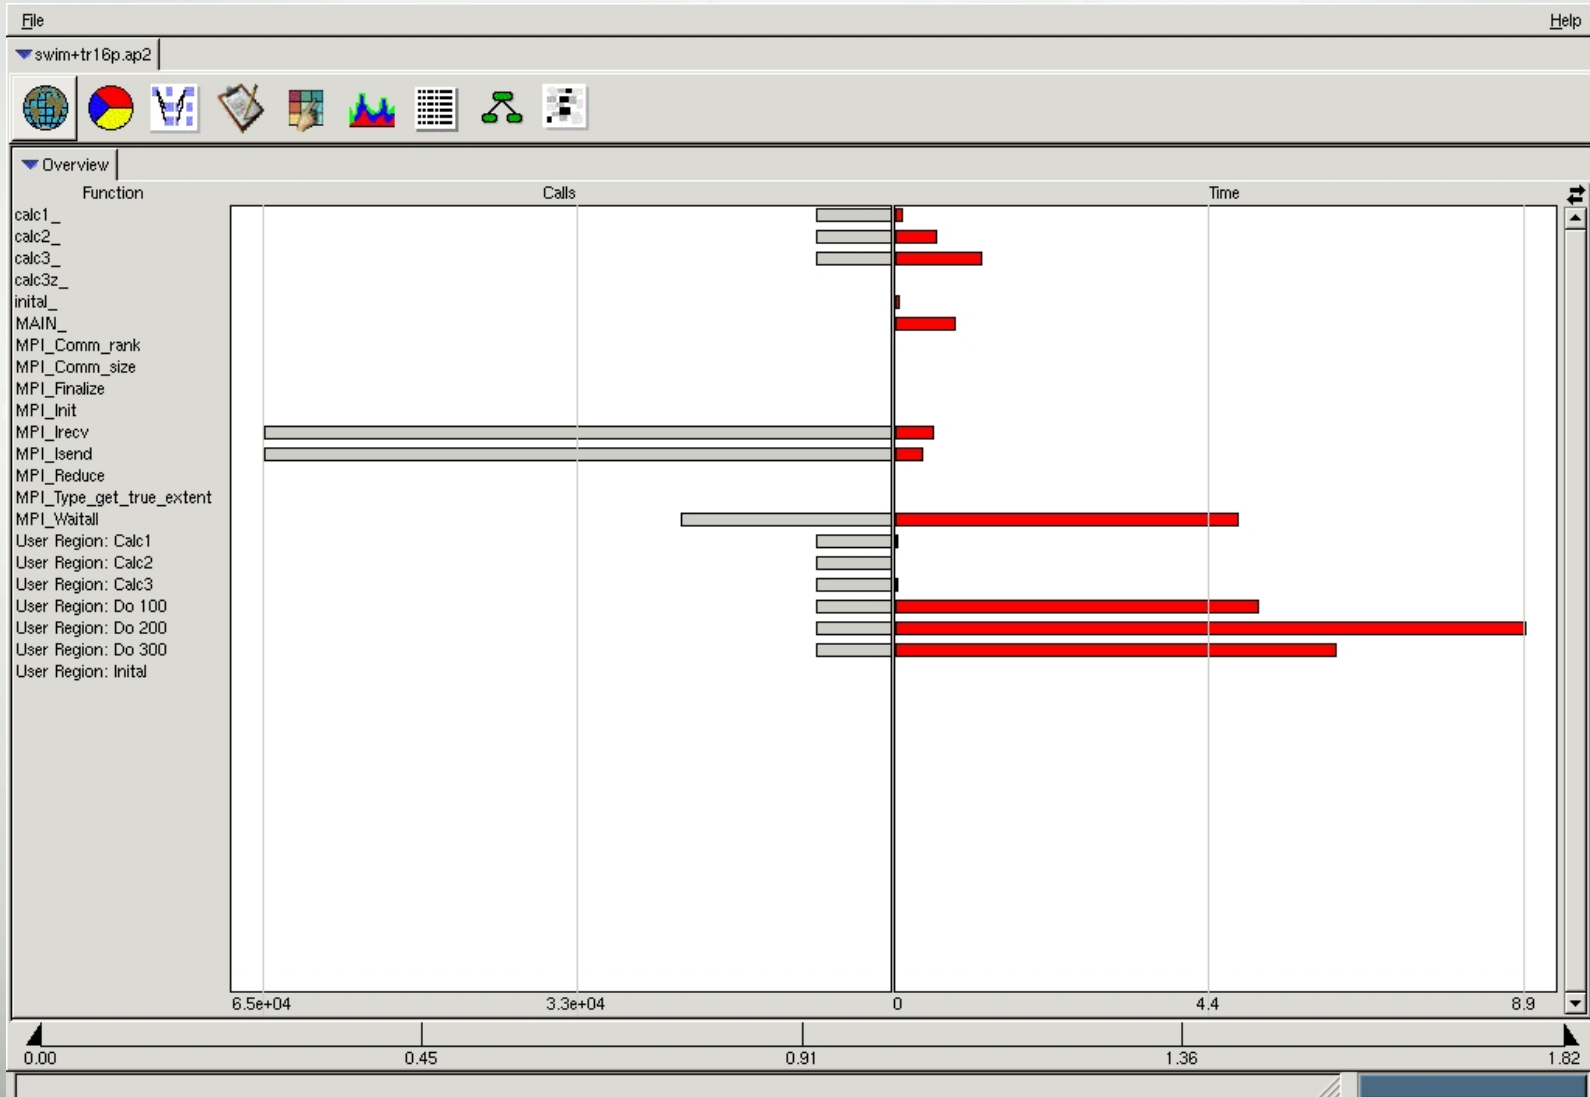 File Help
swim+tr16p.ap2
Overview
Function Calls Time
calc1_
calc2_
calc3_
calc3z_
inital_
MAIN_
MPI_Comm_rank
MPI_Comm_size
MPI_Finalize
MPI_Init
MPI_Irecv
MPI_Isend
MPI_Reduce
MPI_Type_get_true_extent
MPI_Waitall
User Region: Calc1
User Region: Calc2
User Region: Calc3
User Region: Do 100
User Region: Do 200
User Region: Do 300
User Region: Inital
6.5e+04 3.3e+04 0 4.4 8.9
0.00 0.45 0.91 1.36 1.82